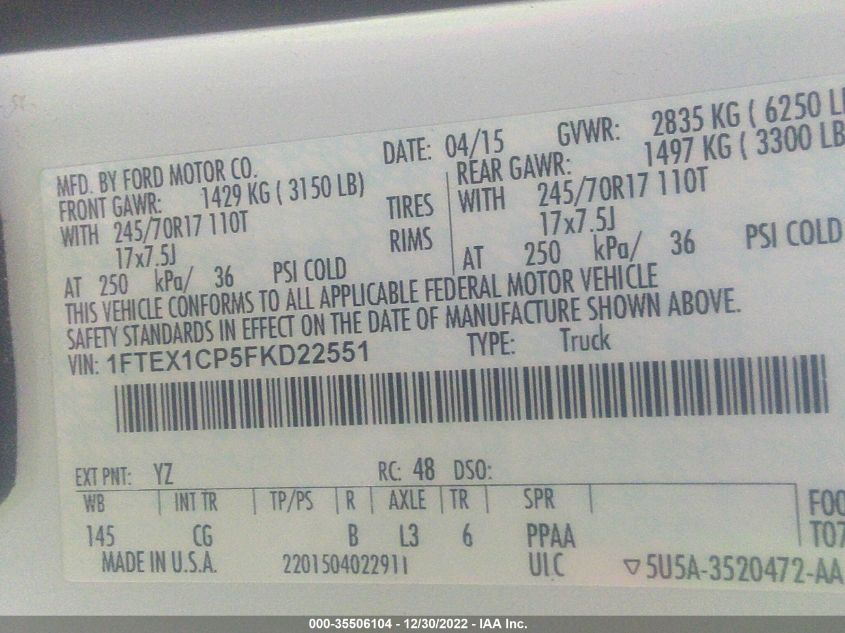 MFD. BY FORD MOTOR CO. DATE: 04/15 GVWR: 2835 KG ( 6250 L
FRONT GAWR: 1429 KG ( 3150 LB) REAR GAWR: 1497 KG ( 3300 LB
WITH 245/70R17 110T TIRES WITH 245/70R17 110T
17x7.5J RIMS 17x7.5J
AT 250 kPa/ 36 PSI COLD AT 250 kPa/ 36 PSI COLD
THIS VEHICLE CONFORMS TO ALL APPLICABLE FEDERAL MOTOR VEHICLE
SAFETY STANDARDS IN EFFECT ON THE DATE OF MANUFACTURE SHOWN ABOVE.
VIN: 1FTEX1CP5FKD22551 TYPE: Truck
EXT PNT: YZ RC: 48 DSO:
WB INT TR TP/PS R AXLE TR SPR
145 CG B L3 6 PPAA
FOO
T07
MADE IN U.S.A. 2201504022911 UIC ▽5U5A-3520472-AA
000-35506104 - 12/30/2022 - IAA Inc.